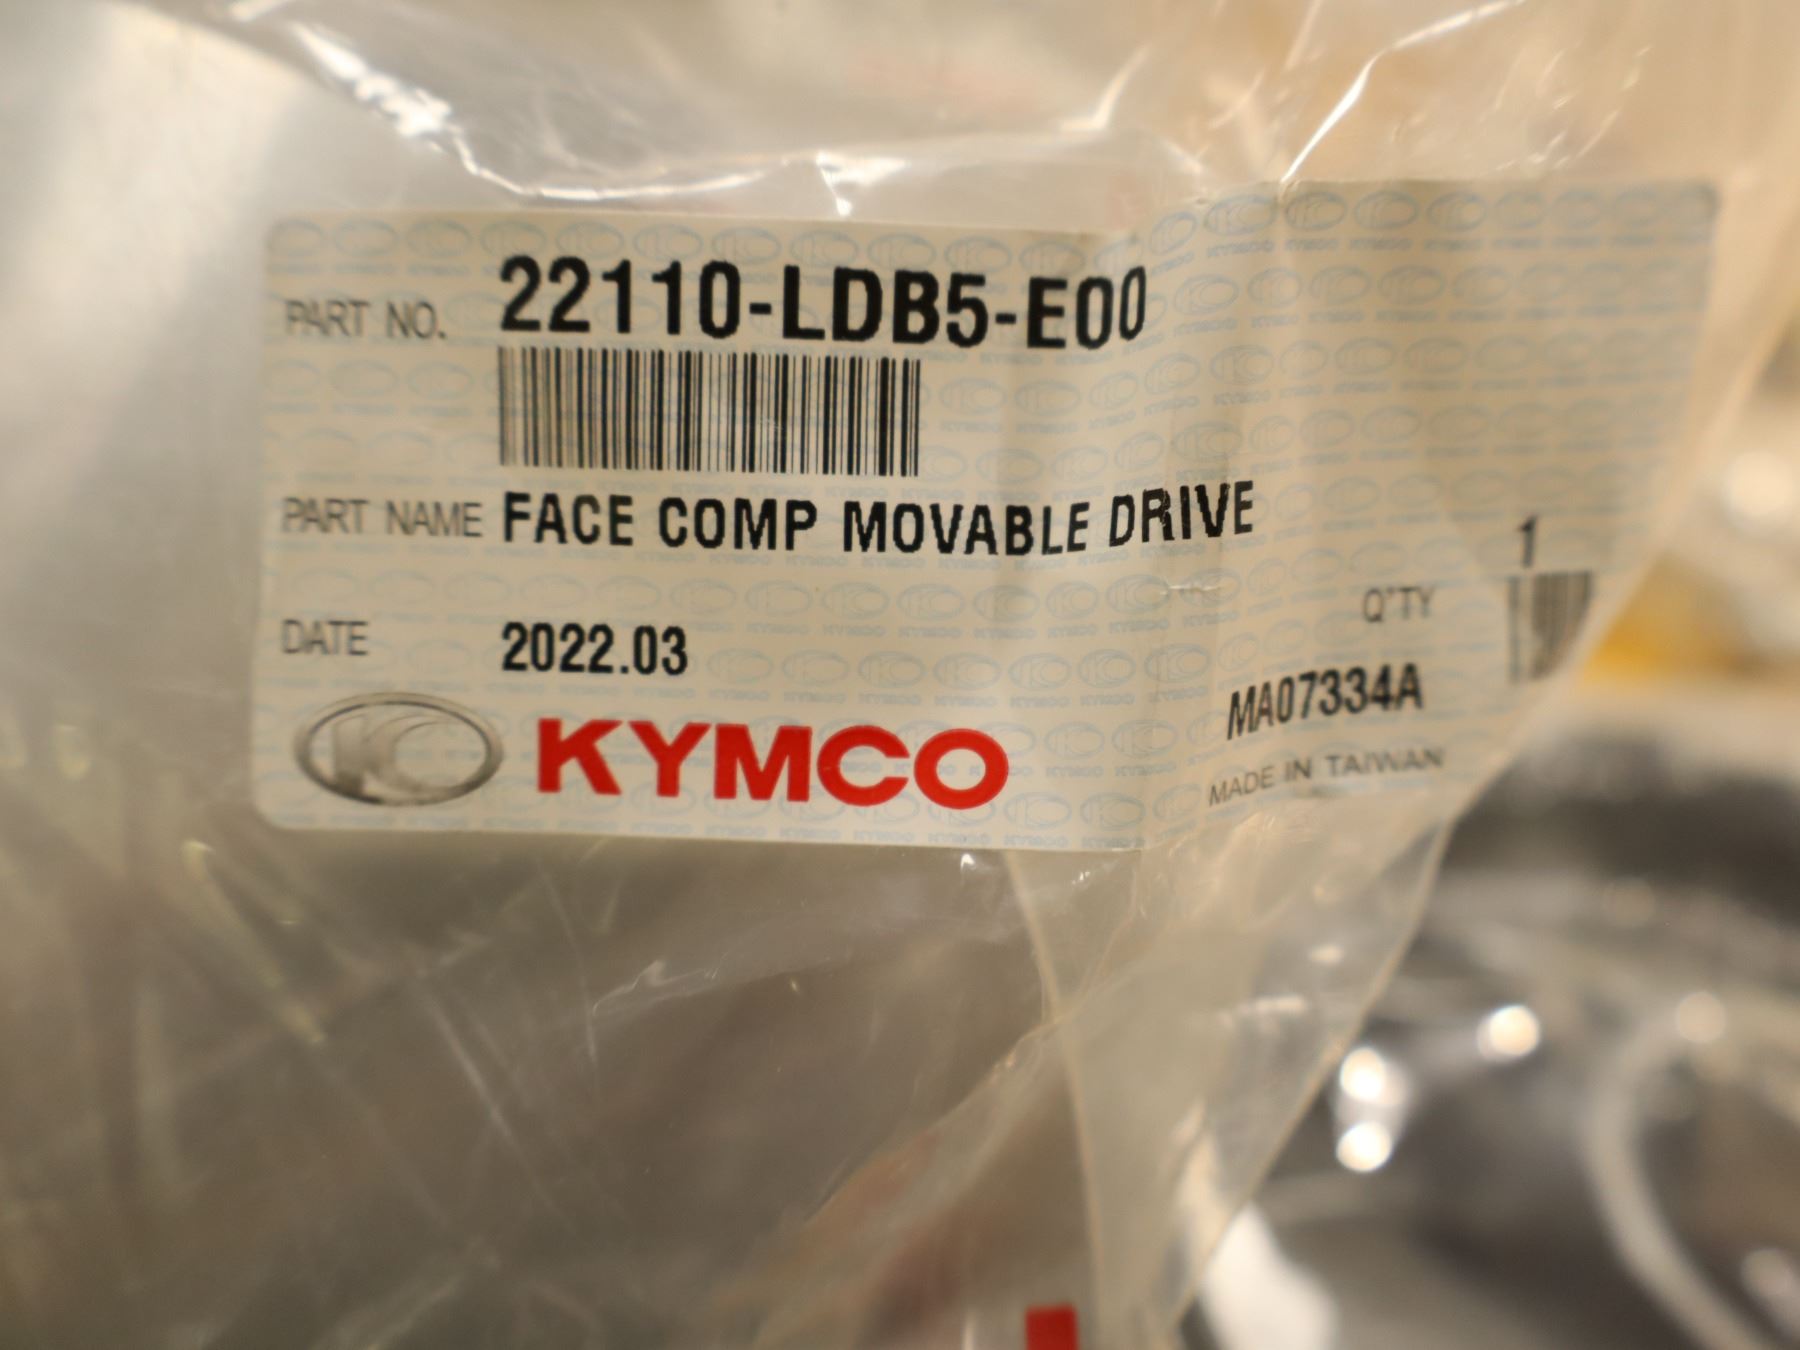 PART NO. 22110-LDB5-E00
PART NAME FACE COMP MOVABLE DRIVE
1
Q'TY
DATE 2022.03
MA07334A
KYMCO
MADE IN TAIWAN